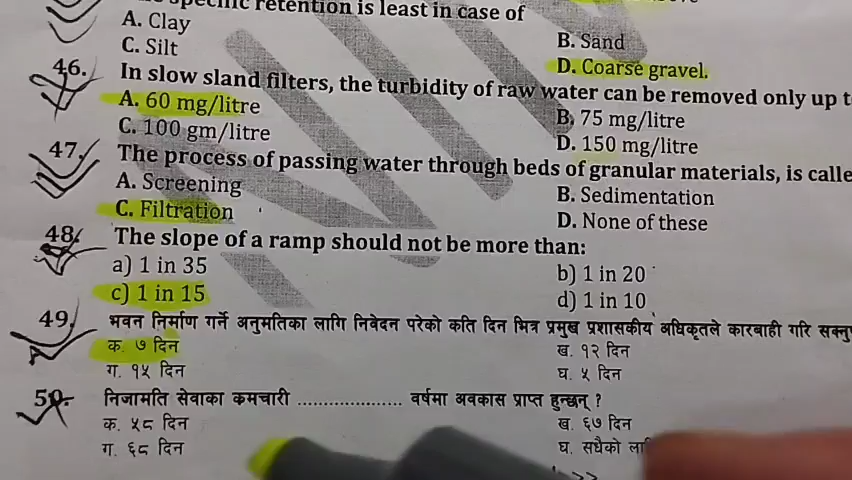 specific retention is least in case of
A. Clay
B. Sand
C. Silt
D. Coarse gravel.
46. In slow sland filters, the turbidity of raw water can be removed only up t
A. 60 mg/litre
B. 75 mg/litre
C. 100 gm/litre
D. 150 mg/litre
47. The process of passing water through beds of granular materials, is calle
A. Screening
B. Sedimentation
C. Filtration
D. None of these
48. The slope of a ramp should not be more than:
a) 1 in 35
b) 1 in 20
c) 1 in 15
d) 1 in 10
49. भवन निर्माण गर्ने अनुमतिका लागि निवेदन परेको कति दिन भित्र प्रमुख प्रशासकीय अधिकृतले कारबाही गरि सक्नु
क. ७ दिन
ख. १२ दिन
ग. १५ दिन
घ. ५ दिन
50. निजामति सेवाका कमचारी .................... वर्षमा अवकास प्राप्त हुन्छन् ?
क. ५८ दिन
ख. ६७ दिन
ग. ६८ दिन
घ. सधैको